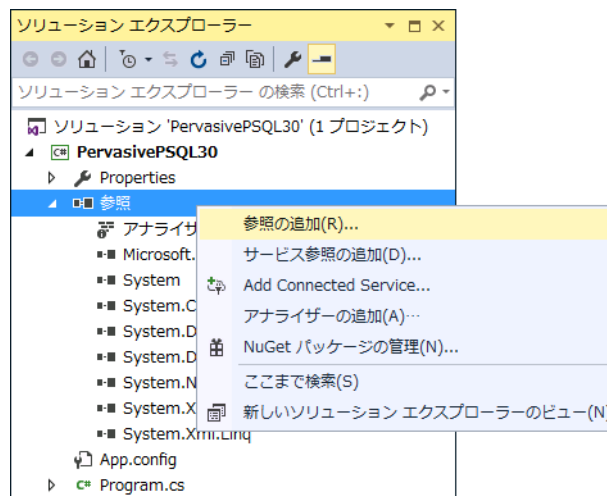 ソリューション エクスプローラー
ソリューション エクスプローラー の検索 (Ctrl+:)
ソリューション 'PervasivePSQL30' (1 プロジェクト)
C# PervasivePSQL30
Properties
参照
参照の追加(R)...
アナライザ
サービス参照の追加(D)...
Microsoft.
System
Add Connected Service...
System.C
アナライザーの追加(A)…
System.D
NuGet パッケージの管理(N)...
System.D
System.N
ここまで検索(S)
System.X
新しいソリューション エクスプローラーのビュー(N)
System.Xml.Linq
App.config
C# Program.cs